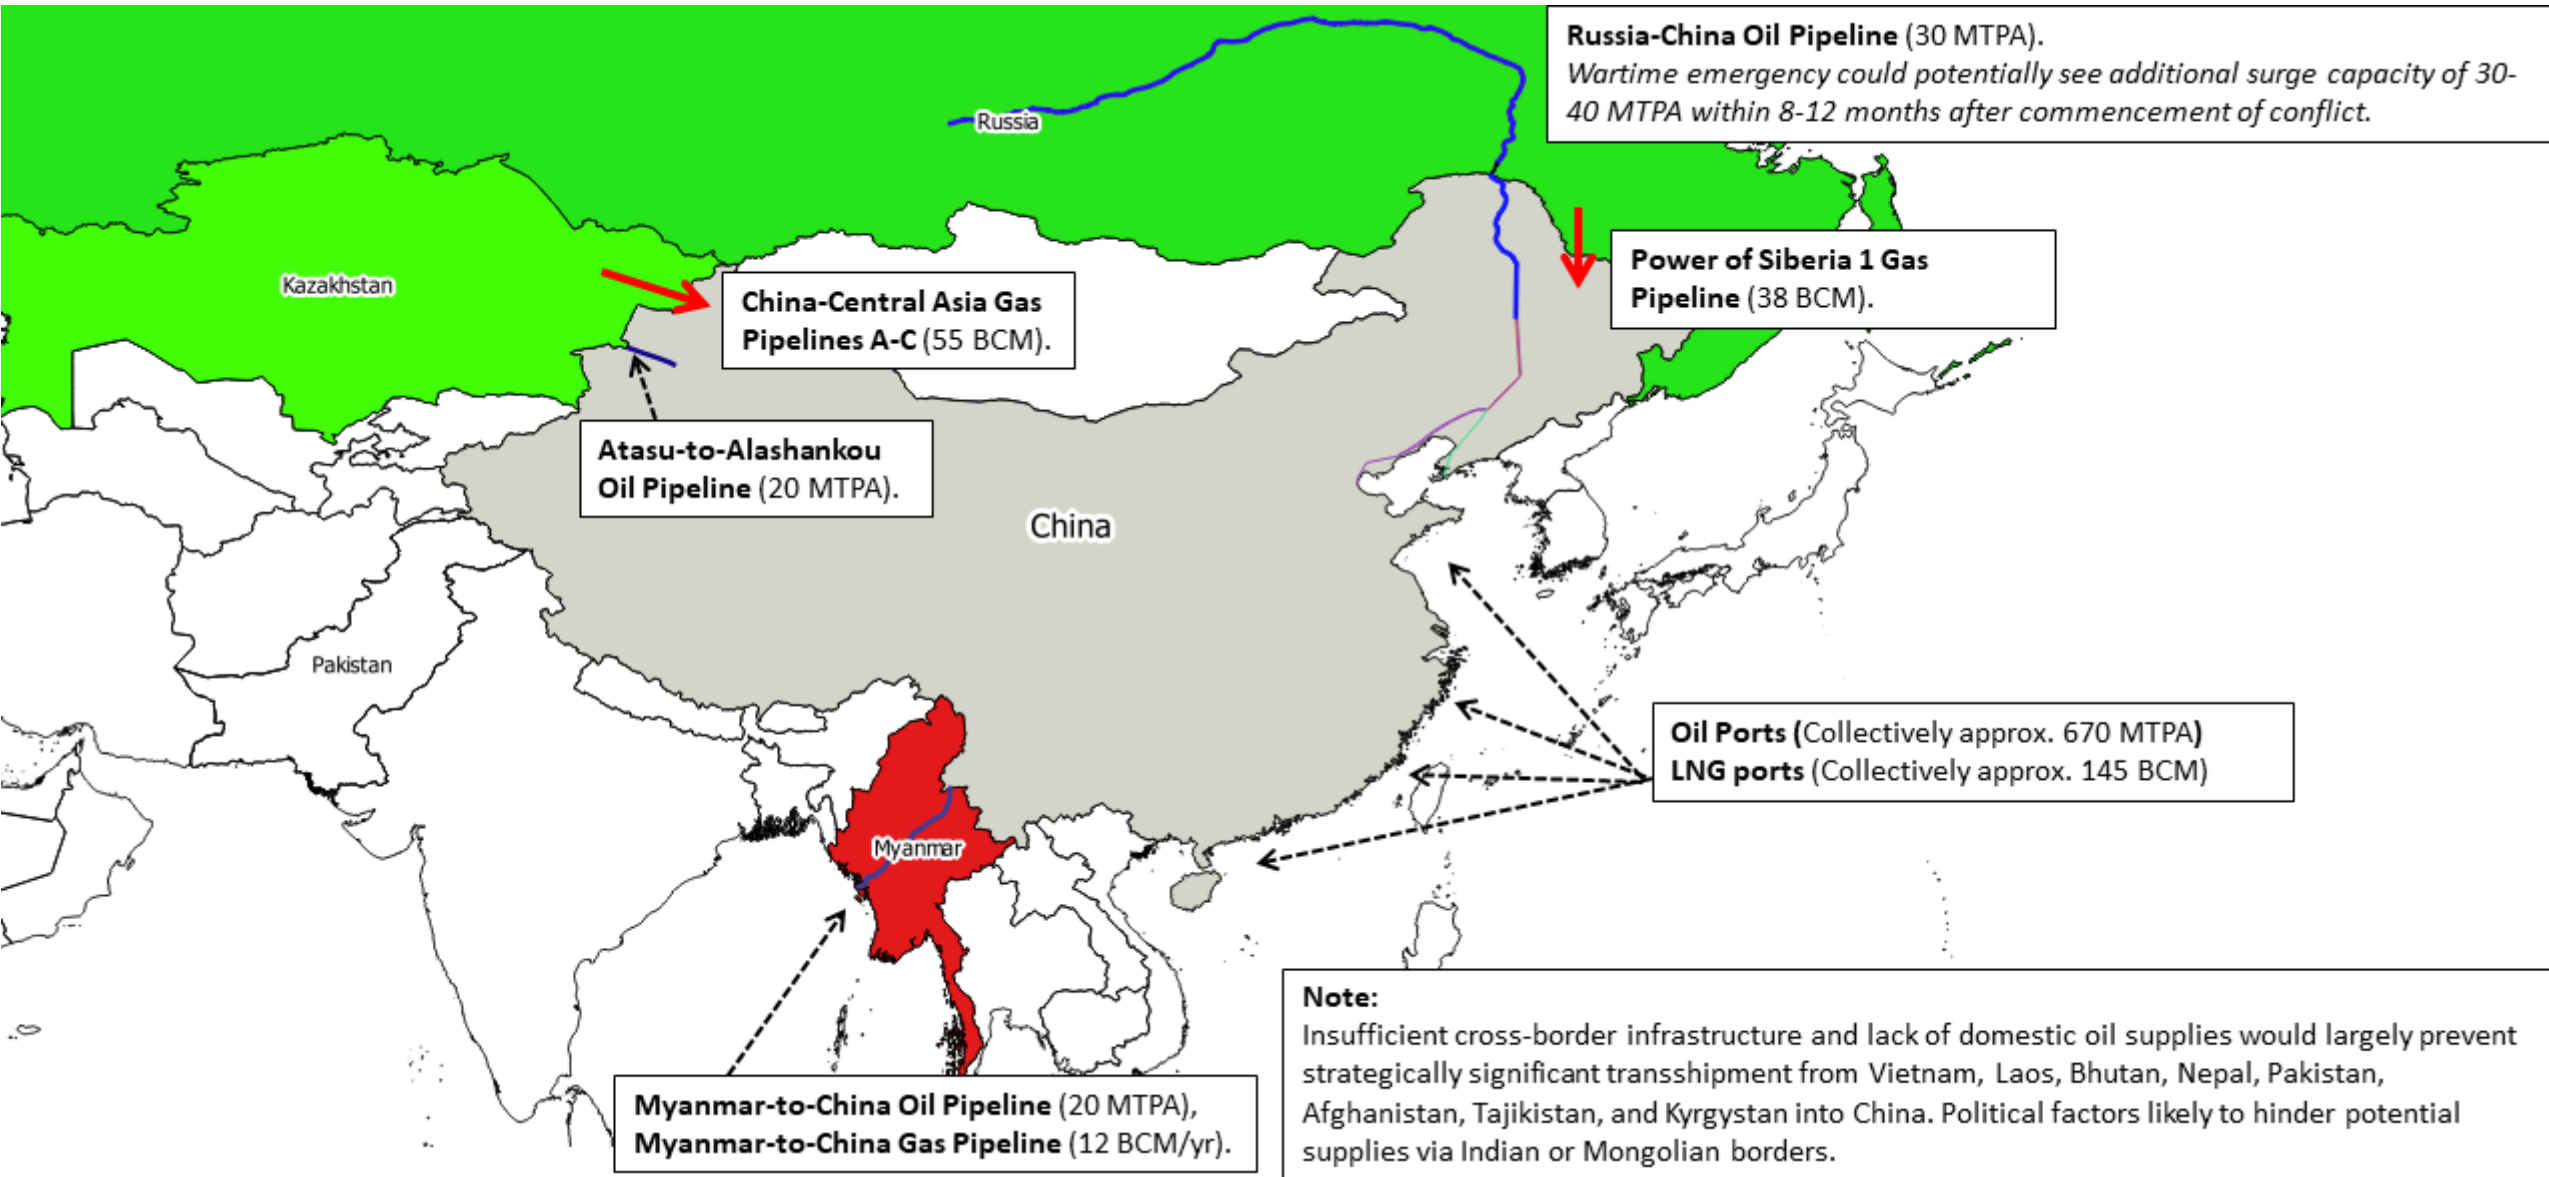 Russia-China Oil Pipeline (30 MTPA).
Wartime emergency could potentially see additional surge capacity of 30-
40 MTPA within 8-12 months after commencement of conflict.
Russia
Power of Siberia 1 Gas
Pipeline (38 BCM).
Kazakhstan
China-Central Asia Gas
Pipelines A-C (55 BCM).
Atasu-to-Alashankou
Oil Pipeline (20 MTPA).
China
Pakistan
Oil Ports (Collectively approx. 670 MTPA)
LNG ports (Collectively approx. 145 BCM)
Myanmar
Myanmar-to-China Oil Pipeline (20 MTPA),
Myanmar-to-China Gas Pipeline (12 BCM/yr).
Note:
Insufficient cross-border infrastructure and lack of domestic oil supplies would largely prevent
strategically significant transshipment from Vietnam, Laos, Bhutan, Nepal, Pakistan,
Afghanistan, Tajikistan, and Kyrgystan into China. Political factors likely to hinder potential
supplies via Indian or Mongolian borders.